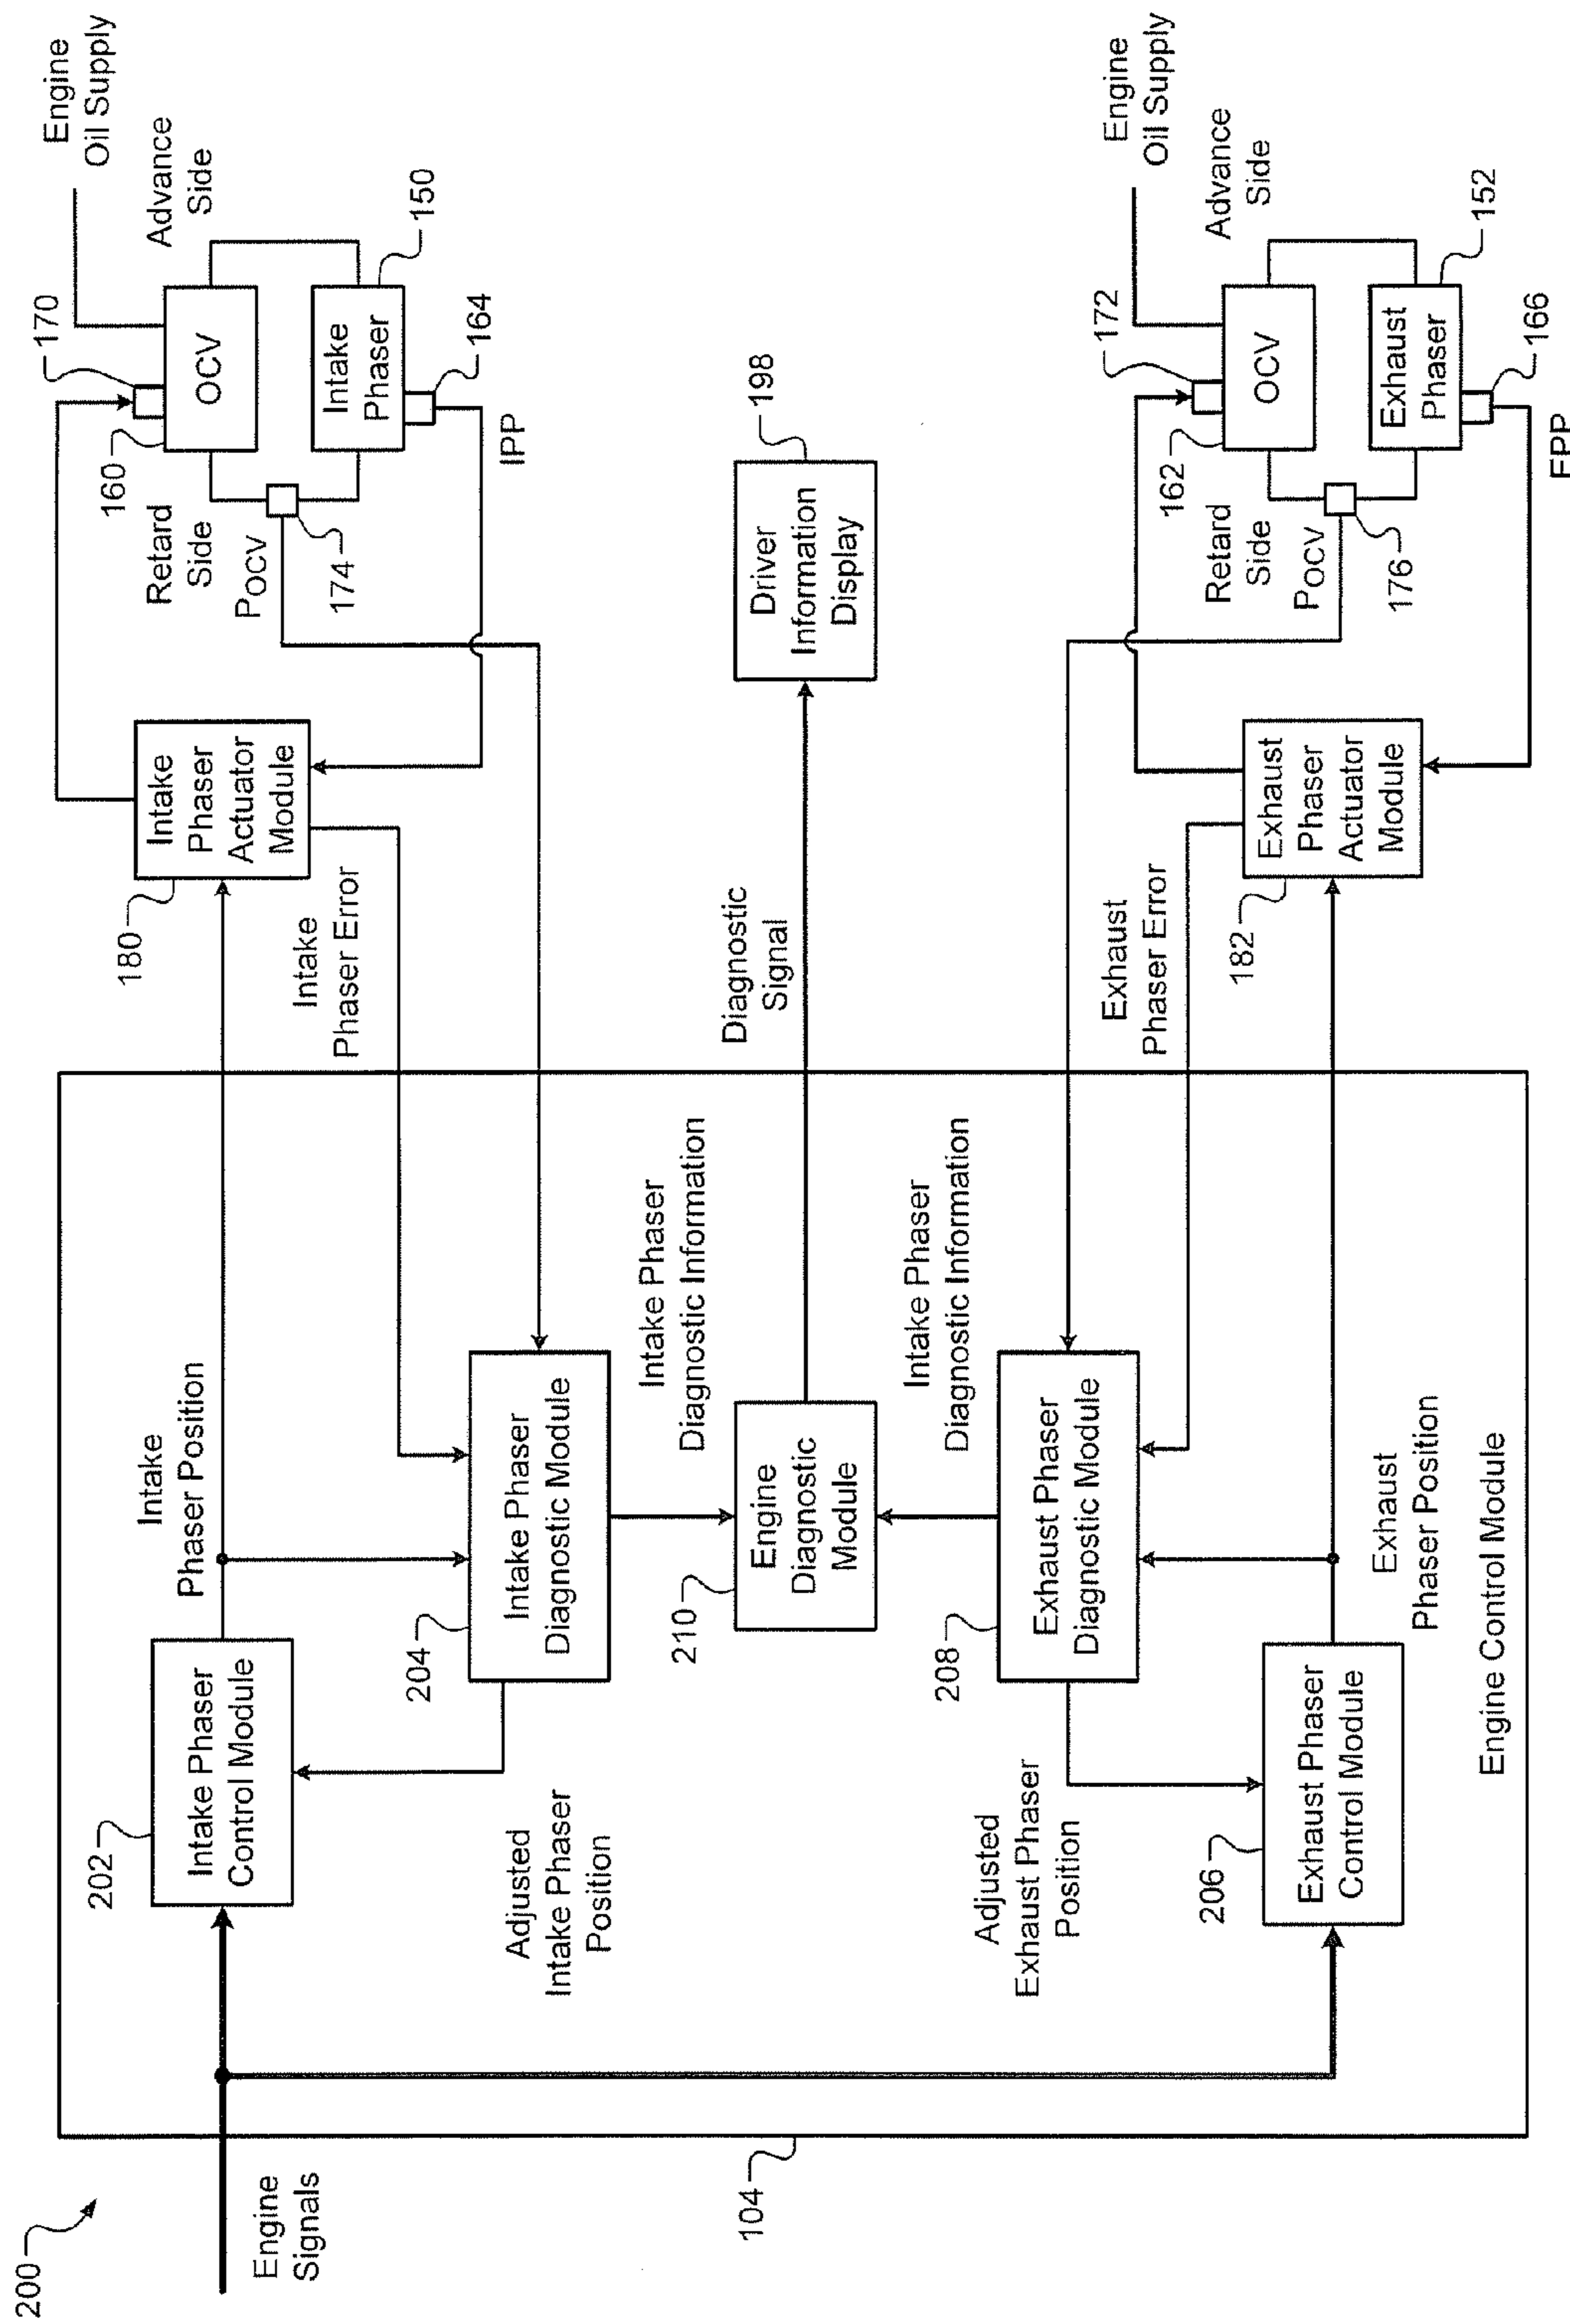 200
Engine
Signals
104
202
Intake Phaser
Control Module
Intake
Phaser Position
Adjusted
Intake Phaser
Position
204
Intake Phaser
Diagnostic Module
Intake Phaser
Diagnostic Information
210
Engine
Diagnostic
Module
Intake Phaser
Diagnostic Information
Adjusted
Exhaust Phaser
Position
208
Exhaust Phaser
Diagnostic Module
206
Exhaust Phaser
Control Module
Exhaust
Phaser Position
Engine Control Module
180
Intake
Phaser
Actuator
Module
Intake
Phaser Error
Diagnostic
Signal
198
Driver
Information
Display
Exhaust
Phaser Error
182
Exhaust
Phaser
Actuator
Module
Engine
Oil Supply
170
160
OCV
Advance
Side
Retard
Side
POCV
174
Intake
Phaser
150
164
IPP
Engine
Oil Supply
172
162
OCV
Advance
Side
Retard
Side
POCV
176
Exhaust
Phaser
152
166